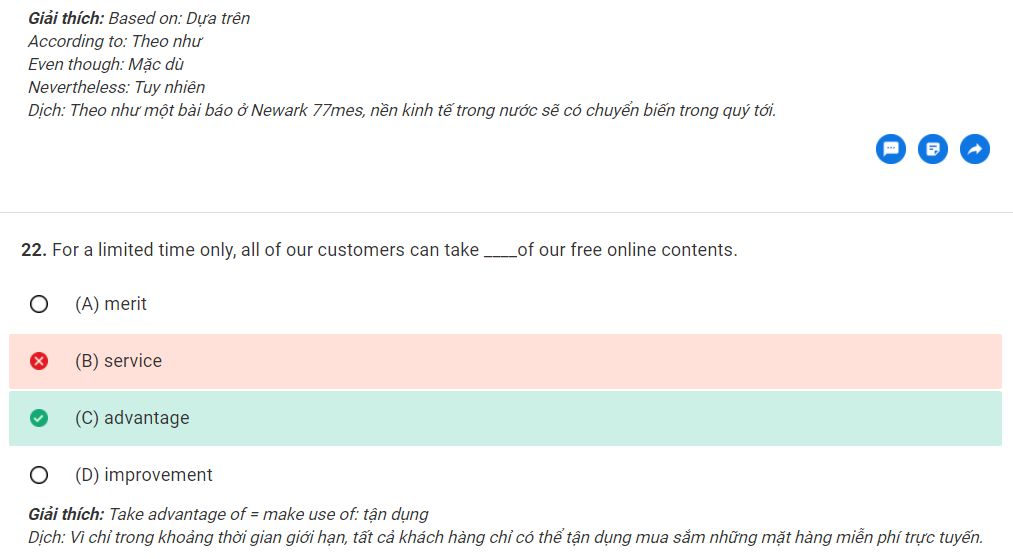 Giải thích: Based on: Dựa trên
According to: Theo như
Even though: Mặc dù
Nevertheless: Tuy nhiên
Dịch: Theo như một bài báo ở Newark 77mes, nền kinh tế trong nước sẽ có chuyển biến trong quý tới.
22. For a limited time only, all of our customers can take ____of our free online contents.
(A) merit
(B) service
(C) advantage
(D) improvement
Giải thích: Take advantage of = make use of: tận dụng
Dịch: Vì chỉ trong khoảng thời gian giới hạn, tất cả khách hàng chỉ có thể tận dụng mua sắm những mặt hàng miễn phí trực tuyến.